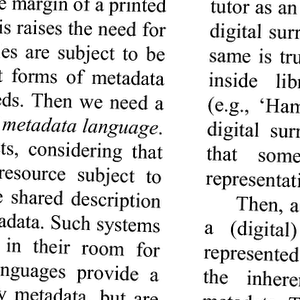 margin of a printed
is raises the need for
es are subject to be
forms of metadata
eds. Then we need a
metadata language.
ts, considering that
resource subject to
shared description
adata. Such systems
in their room for
nguages provide a
metadata, but are
tutor as an
digital surr
same is tru
inside libr
(e.g., ‘Ham
digital surr
that some
representati
Then, a
a (digital)
represented
the inheren